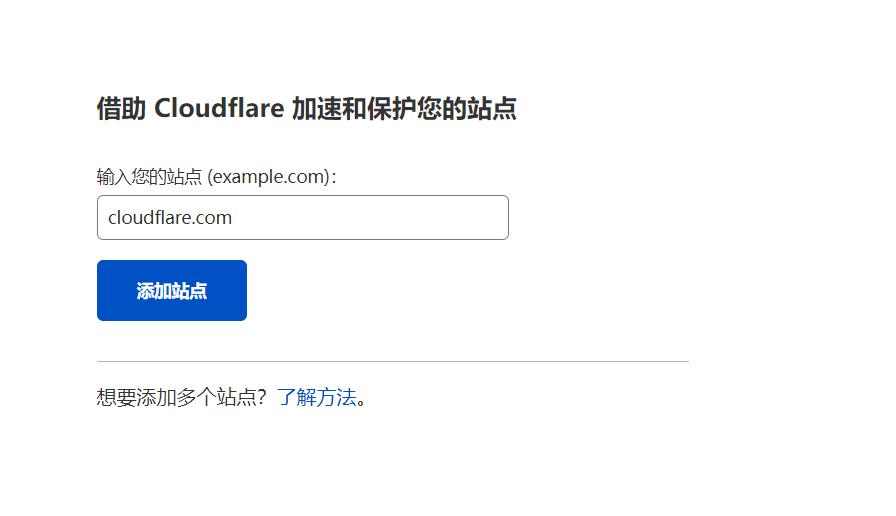 借助 Cloudflare 加速和保护您的站点
输入您的站点 (example.com)：
cloudflare.com
添加站点
想要添加多个站点？了解方法。